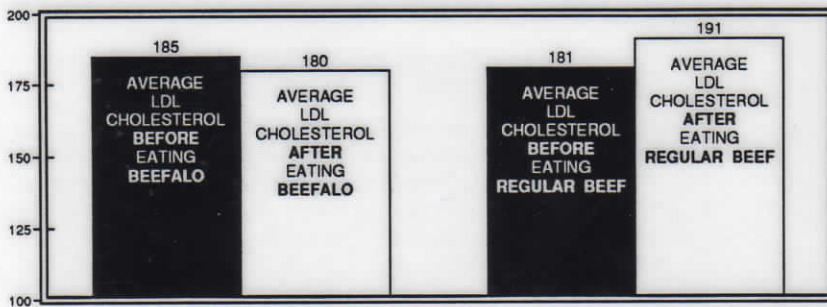 200
175
150
125
100
185
AVERAGE
LDL
CHOLESTEROL
BEFORE
EATING
BEEFALO
180
AVERAGE
LDL
CHOLESTEROL
AFTER
EATING
BEEFALO
181
AVERAGE
LDL
CHOLESTEROL
BEFORE
EATING
REGULAR BEEF
191
AVERAGE
LDL
CHOLESTEROL
AFTER
EATING
REGULAR BEEF